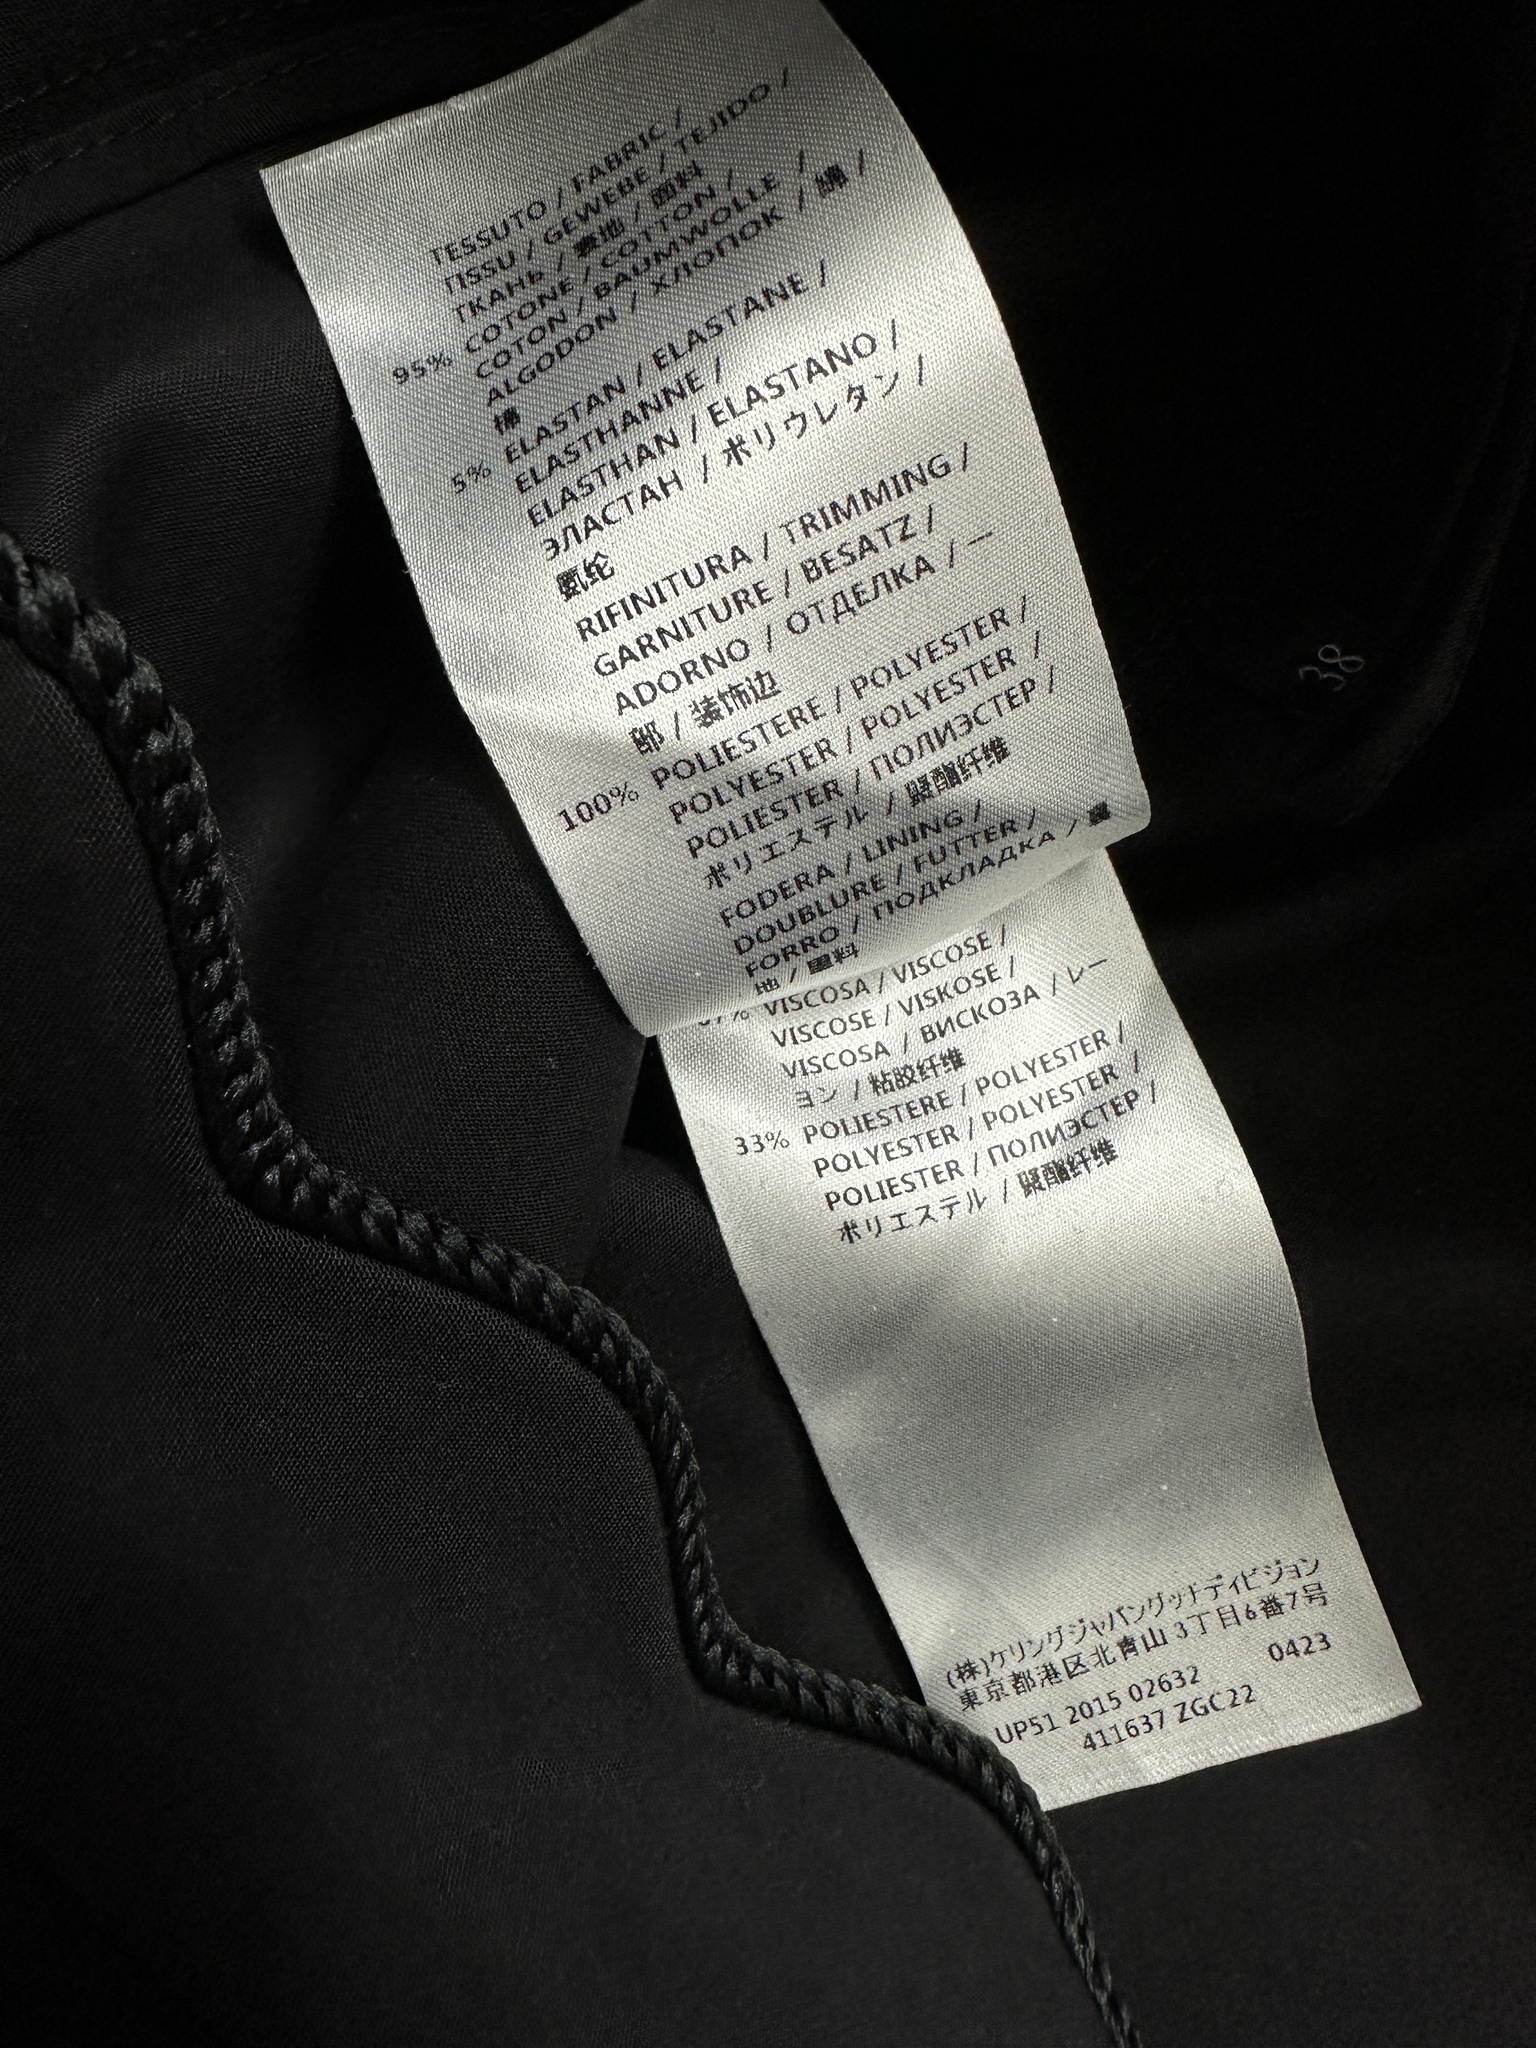 TESSUTO / FABRIC /
TISSU / GEWEBE / TEJIDO /
ТКАНЬ / 表地 / 面料
95% COTONE / COTTON /
COTON / BAUMWOLLE /
ALGODON / ХЛОПОК / 綿 /
棉
5% ELASTAN / ELASTANE /
ELASTHANNE /
ELASTHAN / ELASTANO /
ЭЛАСТАН / ポリウレタン /
氨纶
RIFINITURA / TRIMMING /
GARNITURE / BESATZ /
ADORNO / ОТДЕЛКА / 一
部 / 装饰边
100% POLIESTERE / POLYESTER /
POLYESTER / POLYESTER /
POLIESTER / ПОЛИЭСТЕР /
ポリエステル / 聚酯纤维
FODERA / LINING /
DOUBLURE / FUTTER /
FORRO / ПОДКЛАДКА / 裏
地 / 里料
67% VISCOSA / VISCOSE /
VISCOSE / VISKOSE /
VISCOSA / ВИСКОЗА / レー
ヨン / 粘胶纤维
33% POLIESTERE / POLYESTER /
POLYESTER / POLYESTER /
POLIESTER / ПОЛИЭСТЕР /
ポリエステル / 聚酯纤维
(株)ケリングジャパングッチディビジョン
東京都港区北青山3丁目6番7号
UP51 2015 02632 0423
411637 ZGC22
38